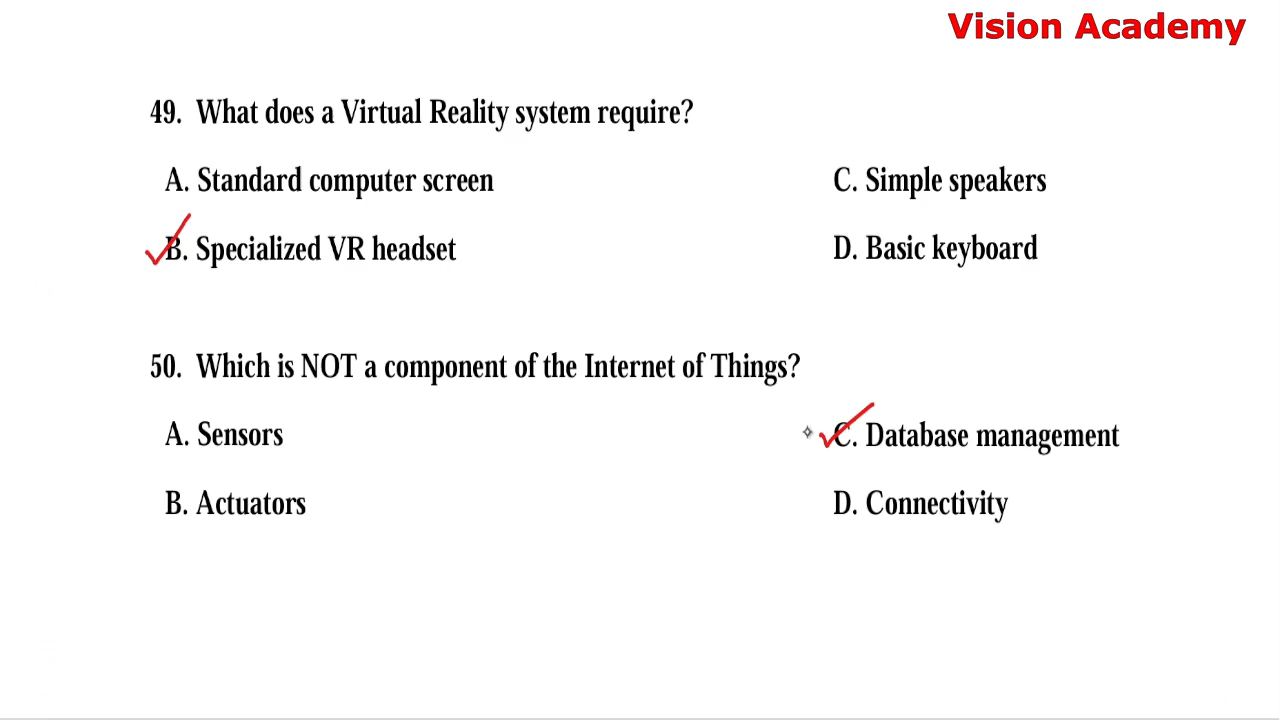 Vision Academy
49. What does a Virtual Reality system require?
A. Standard computer screen
B. Specialized VR headset
C. Simple speakers
D. Basic keyboard
50. Which is NOT a component of the Internet of Things?
A. Sensors
B. Actuators
C. Database management
D. Connectivity